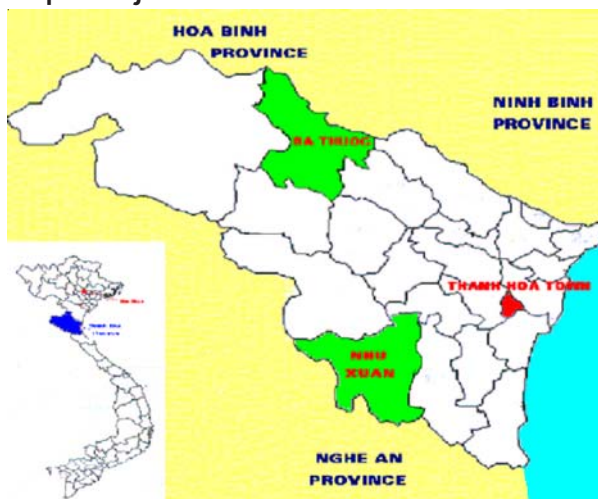 HOA BINH
PROVINCE
NINH BINH
PROVINCE
BA THUOC
THANH HOA TOWN
NHU
XUAN
NGHE AN
PROVINCE